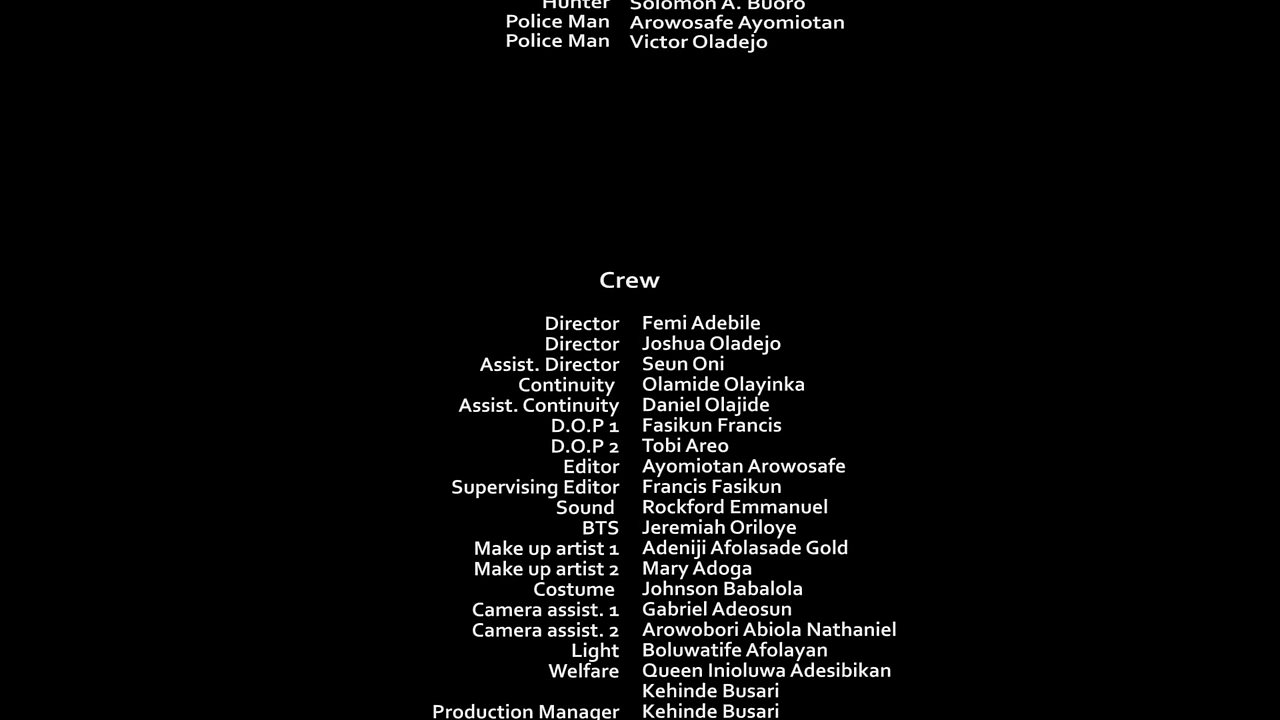 Hunter Solomon A. Buoro
Police Man Arowosafe Ayomiotan
Police Man Victor Oladejo
Crew
Director Femi Adebile
Director Joshua Oladejo
Assist. Director Seun Oni
Continuity Olamide Olayinka
Assist. Continuity Daniel Olajide
D.O.P 1 Fasikun Francis
D.O.P 2 Tobi Areo
Editor Ayomiotan Arowosafe
Supervising Editor Francis Fasikun
Sound Rockford Emmanuel
BTS Jeremiah Oriloye
Make up artist 1 Adeniji Afolasade Gold
Make up artist 2 Mary Adoga
Costume Johnson Babalola
Camera assist. 1 Gabriel Adeosun
Camera assist. 2 Arowobori Abiola Nathaniel
Light Boluwatife Afolayan
Welfare Queen Inioluwa Adesibikan
Kehinde Busari
Production Manager Kehinde Busari